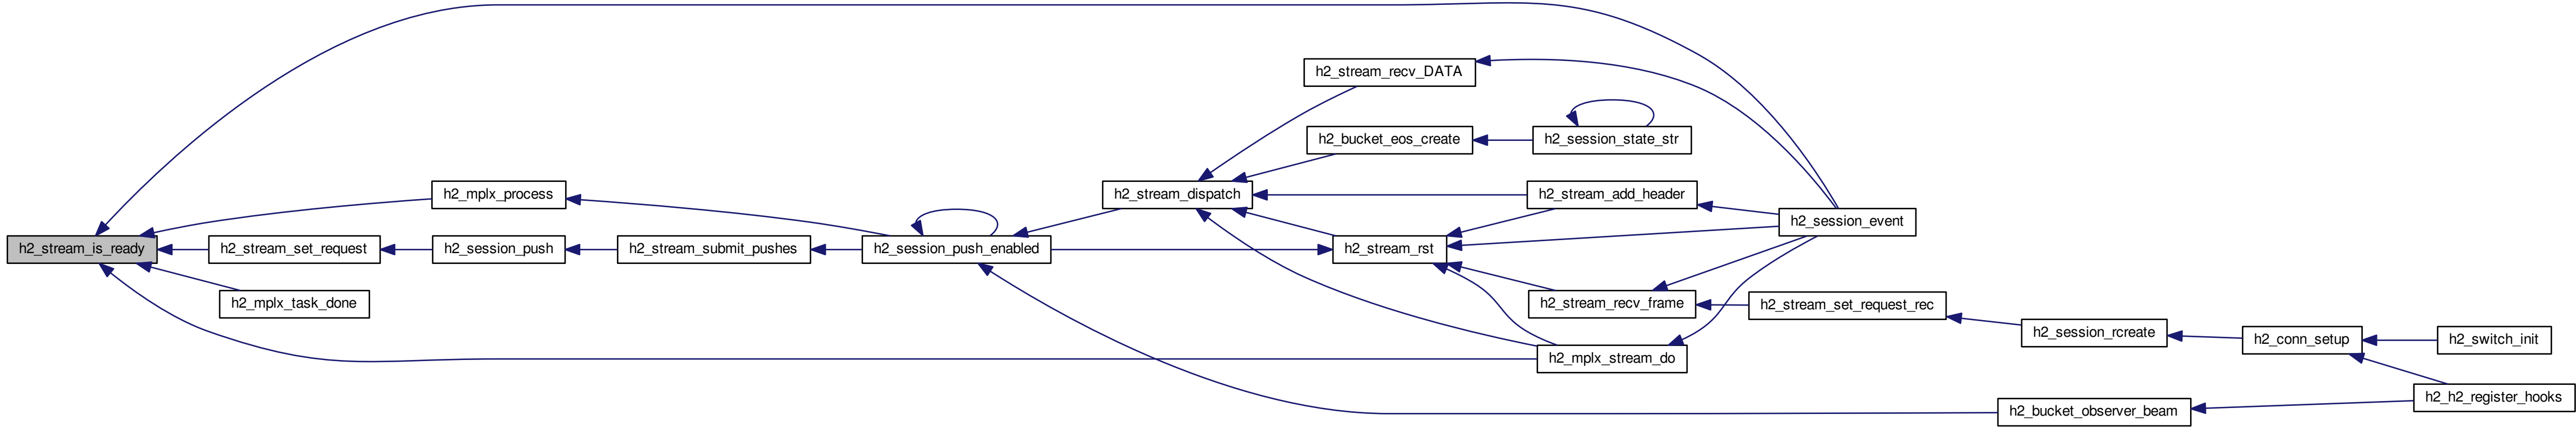 h2_stream_is_ready
h2_mplx_process
h2_stream_set_request
h2_mplx_task_done
h2_session_push
h2_stream_submit_pushes
h2_session_push_enabled
h2_stream_dispatch
h2_stream_recv_DATA
h2_bucket_eos_create
h2_session_state_str
h2_stream_add_header
h2_stream_rst
h2_stream_recv_frame
h2_mplx_stream_do
h2_session_event
h2_stream_set_request_rec
h2_session_rcreate
h2_conn_setup
h2_switch_init
h2_h2_register_hooks
h2_bucket_observer_beam